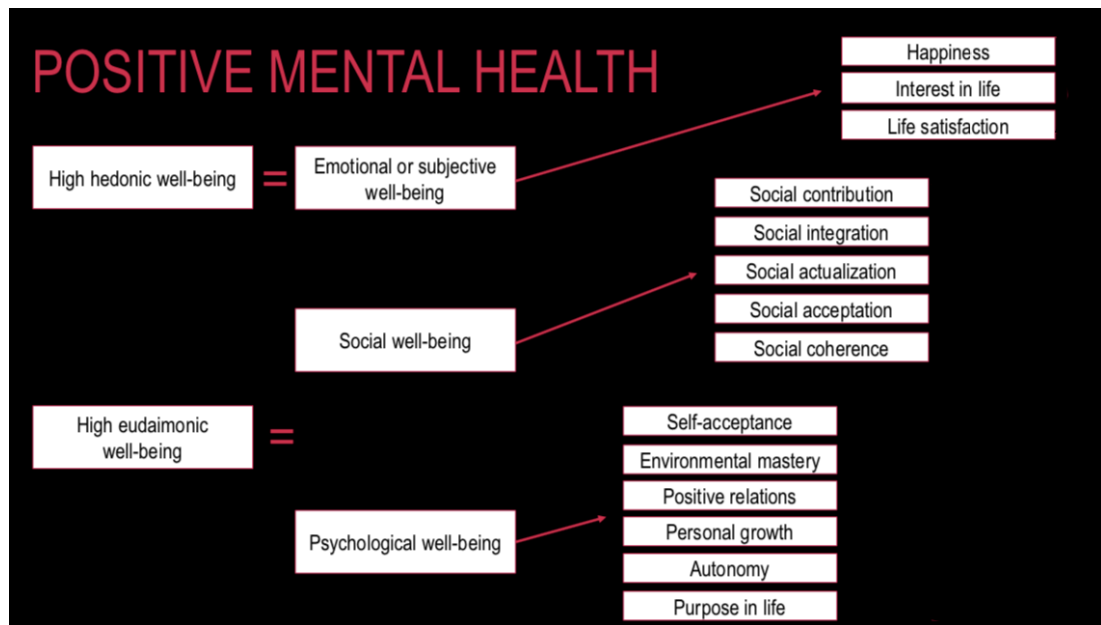 POSITIVE MENTAL HEALTH
Happiness
Interest in life
Life satisfaction
High hedonic well-being
=
Emotional or subjective
well-being
Social contribution
Social integration
Social actualization
Social acceptation
Social coherence
Social well-being
High eudaimonic
well-being
=
Self-acceptance
Environmental mastery
Positive relations
Personal growth
Autonomy
Purpose in life
Psychological well-being